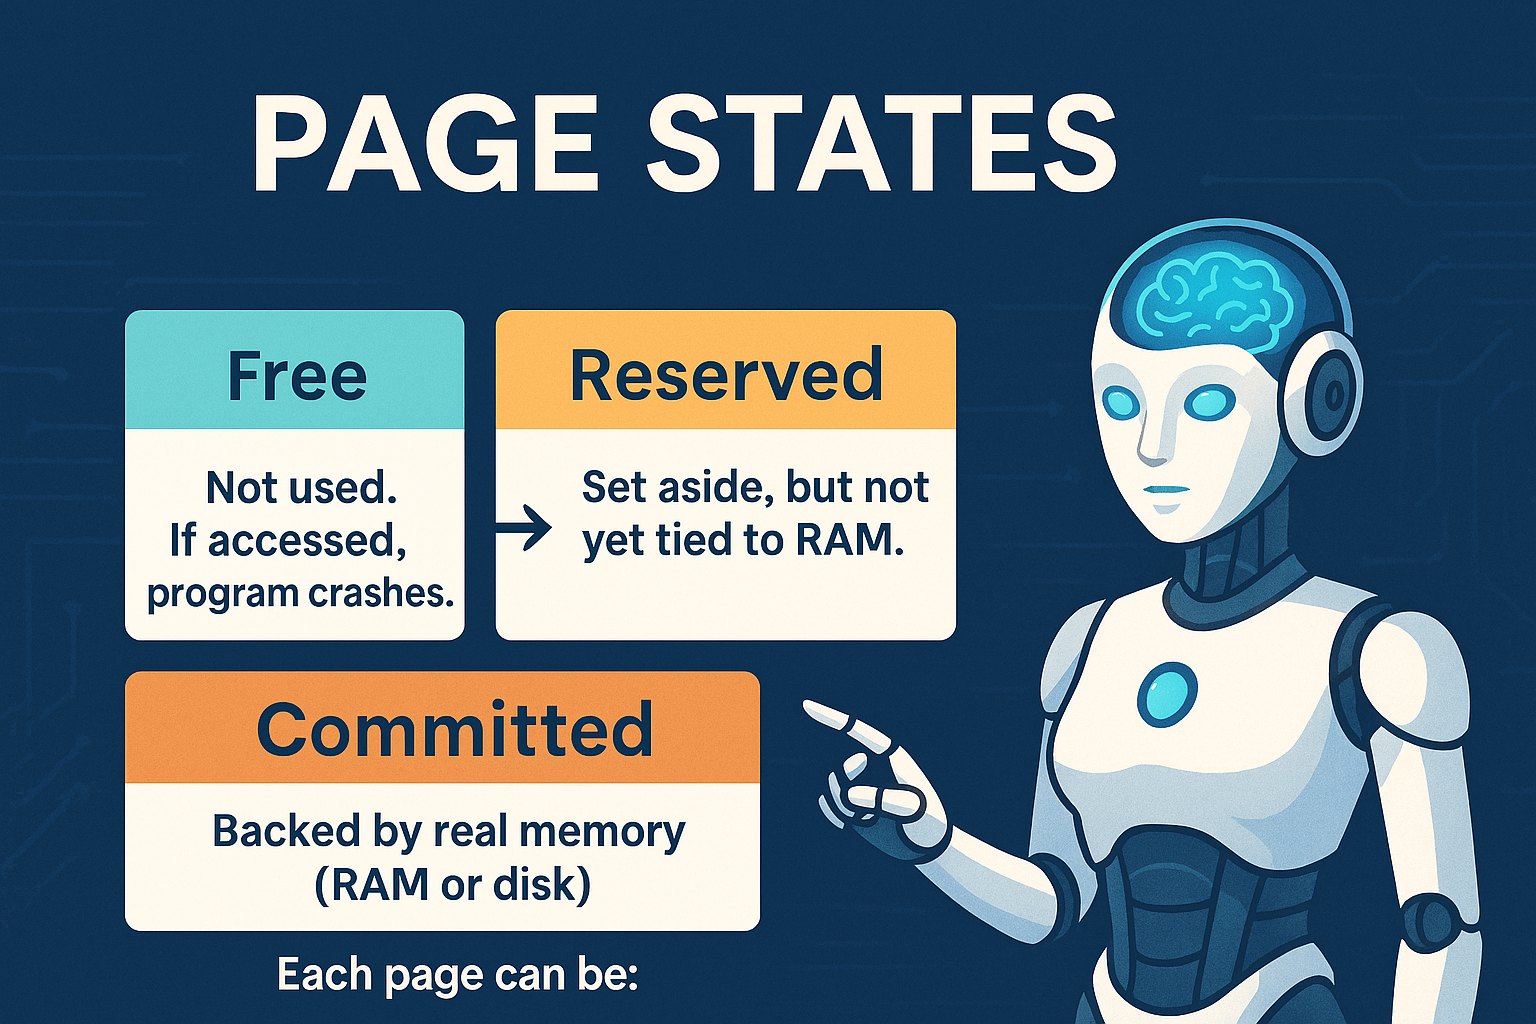 PAGE STATES
Free
Not used.
If accessed,
program crashes.
Reserved
Set aside, but not
yet tied to RAM.
Committed
Backed by real memory
(RAM or disk)
Each page can be: